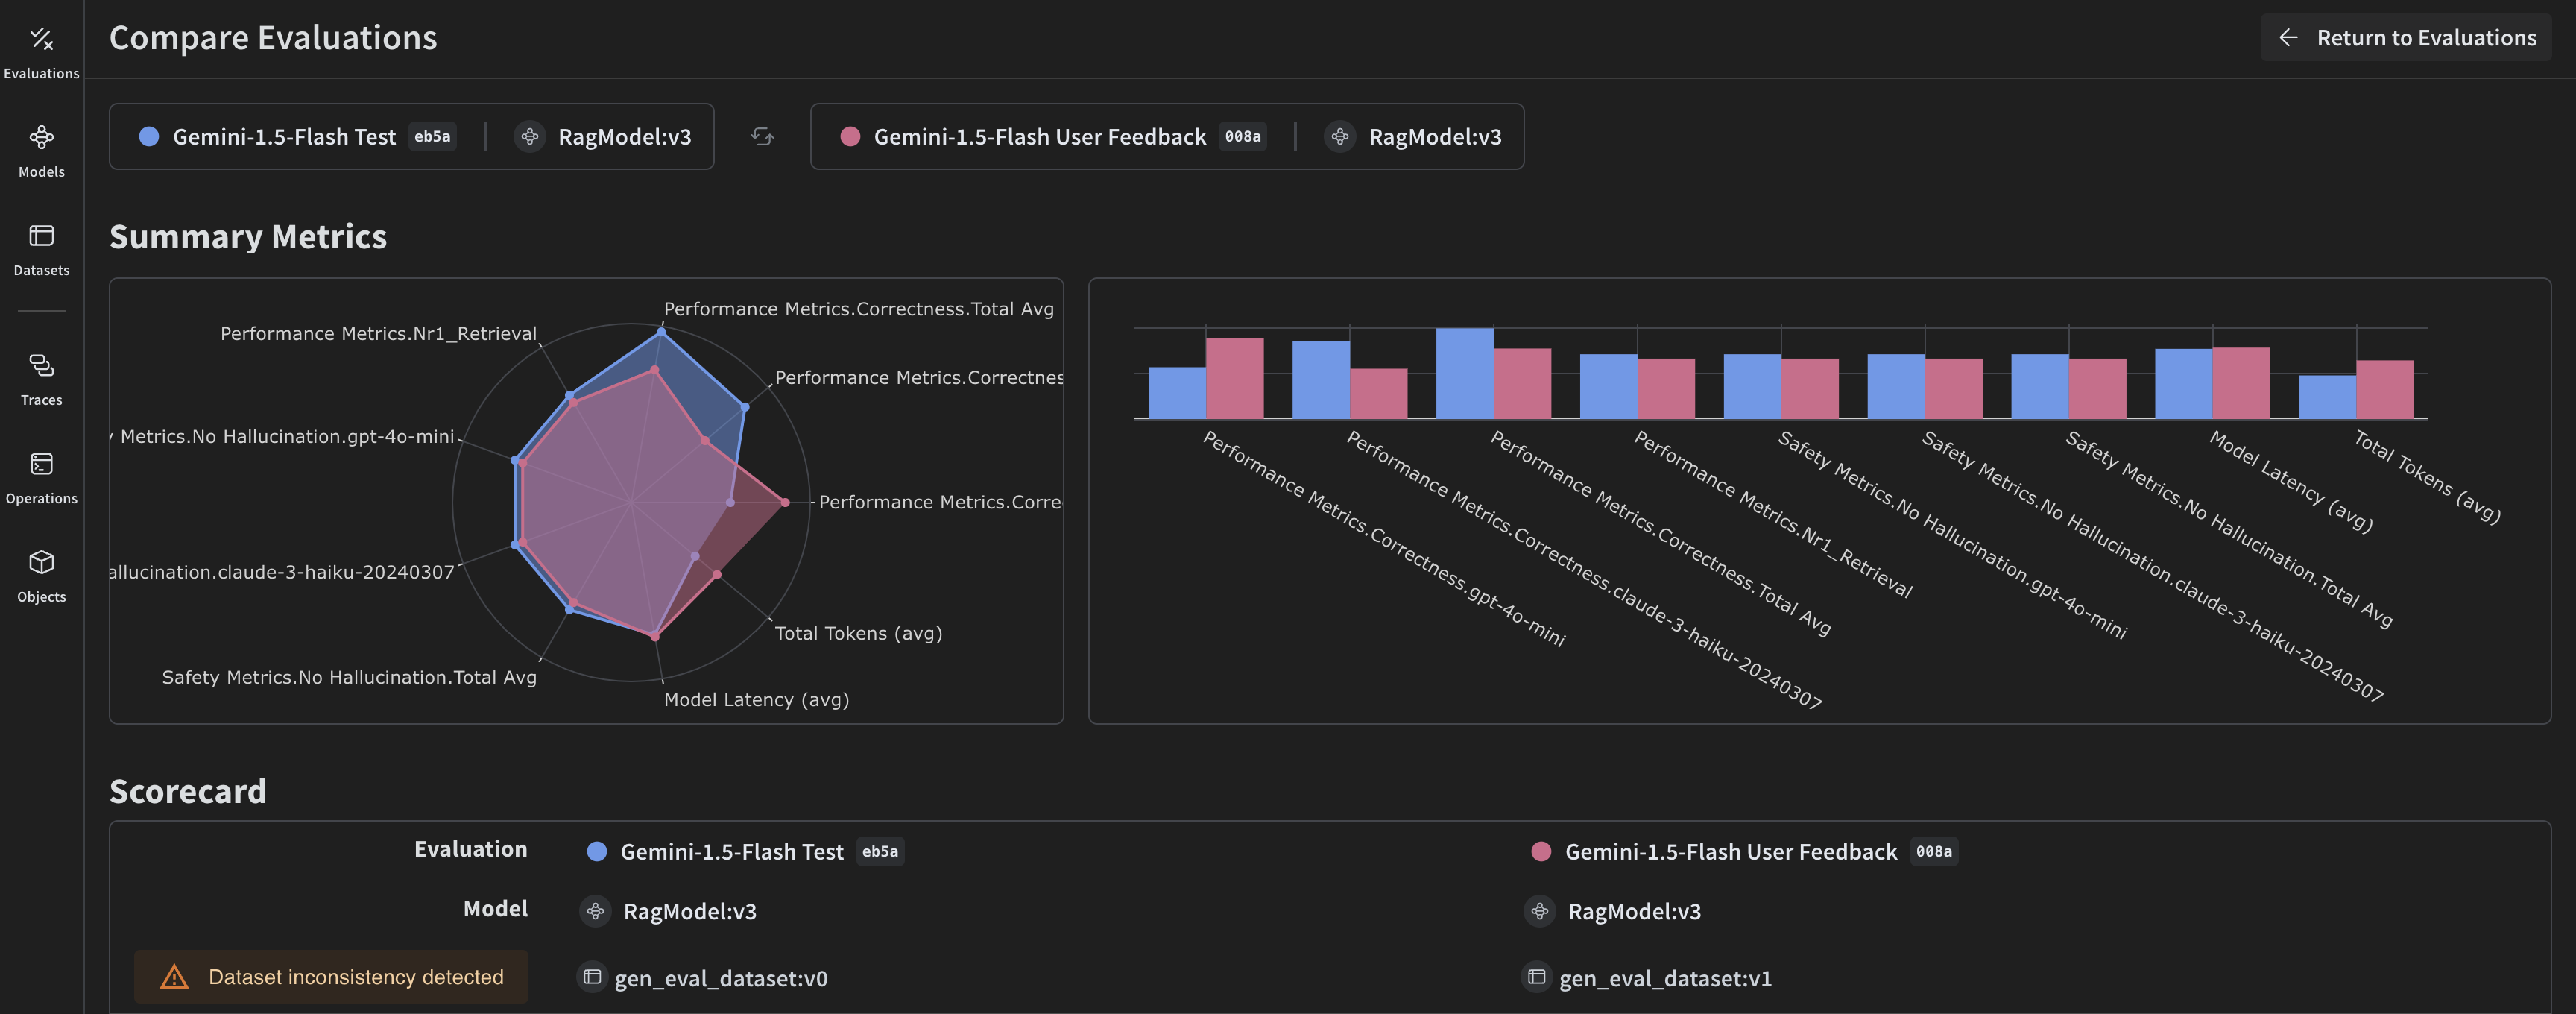 Evaluations
Models
Datasets
Traces
Operations
Objects
Compare Evaluations
Return to Evaluations
Gemini-1.5-Flash Test eb5a RagModel:v3
Gemini-1.5-Flash User Feedback 008a RagModel:v3
Summary Metrics
Performance Metrics.Correctness.Total Avg
Performance Metrics.Nr1_Retrieval
Performance Metrics.Correctnes
Metrics.No Hallucination.gpt-4o-mini
Performance Metrics.Corre
allucination.claude-3-haiku-20240307
Total Tokens (avg)
Safety Metrics.No Hallucination.Total Avg
Model Latency (avg)
Performance Metrics.Correctness.gpt-4o-mini
Performance Metrics.Correctness.claude-3-haiku-20240307
Performance Metrics.Correctness.Total Avg
Performance Metrics.Nr1_Retrieval
Safety Metrics.No Hallucination.gpt-4o-mini
Safety Metrics.No Hallucination.claude-3-haiku-20240307
Safety Metrics.No Hallucination.Total Avg
Model Latency (avg)
Total Tokens (avg)
Scorecard
Evaluation Gemini-1.5-Flash Test eb5a Gemini-1.5-Flash User Feedback 008a
Model RagModel:v3 RagModel:v3
Dataset inconsistency detected gen_eval_dataset:v0 gen_eval_dataset:v1